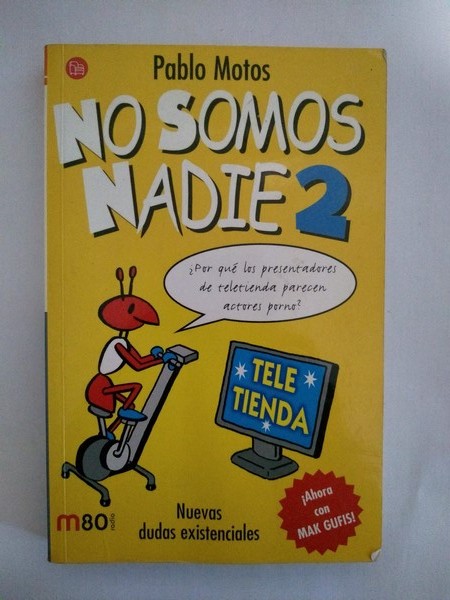 Pablo Motos
NO SOMOS
NADIE 2
¿Por qué los presentadores
de teletienda parecen
actores porno?
TELE
TIENDA
¡Ahora
con
MAK GUFIS!
Nuevas
dudas existenciales
m80 radio